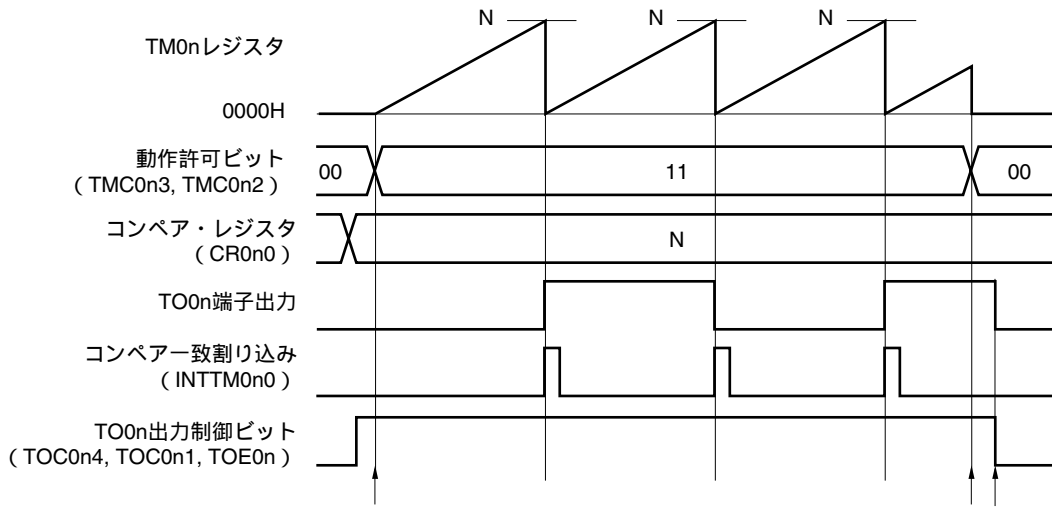 N N N
TM0nレジスタ
0000H
動作許可ビット
（TMC0n3, TMC0n2）
00 11 00
コンペア・レジスタ
（CR0n0）
N
TO0n端子出力
コンペア一致割り込み
（INTTM0n0）
TO0n出力制御ビット
（TOC0n4, TOC0n1, TOE0n）